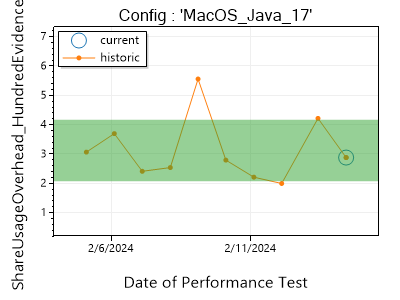 Config : 'MacOS_Java_17'
current
historic
ShareUsageOverhead_HundredEvidence
7
6
5
4
3
2
1
2/6/2024
2/11/2024
Date of Performance Test